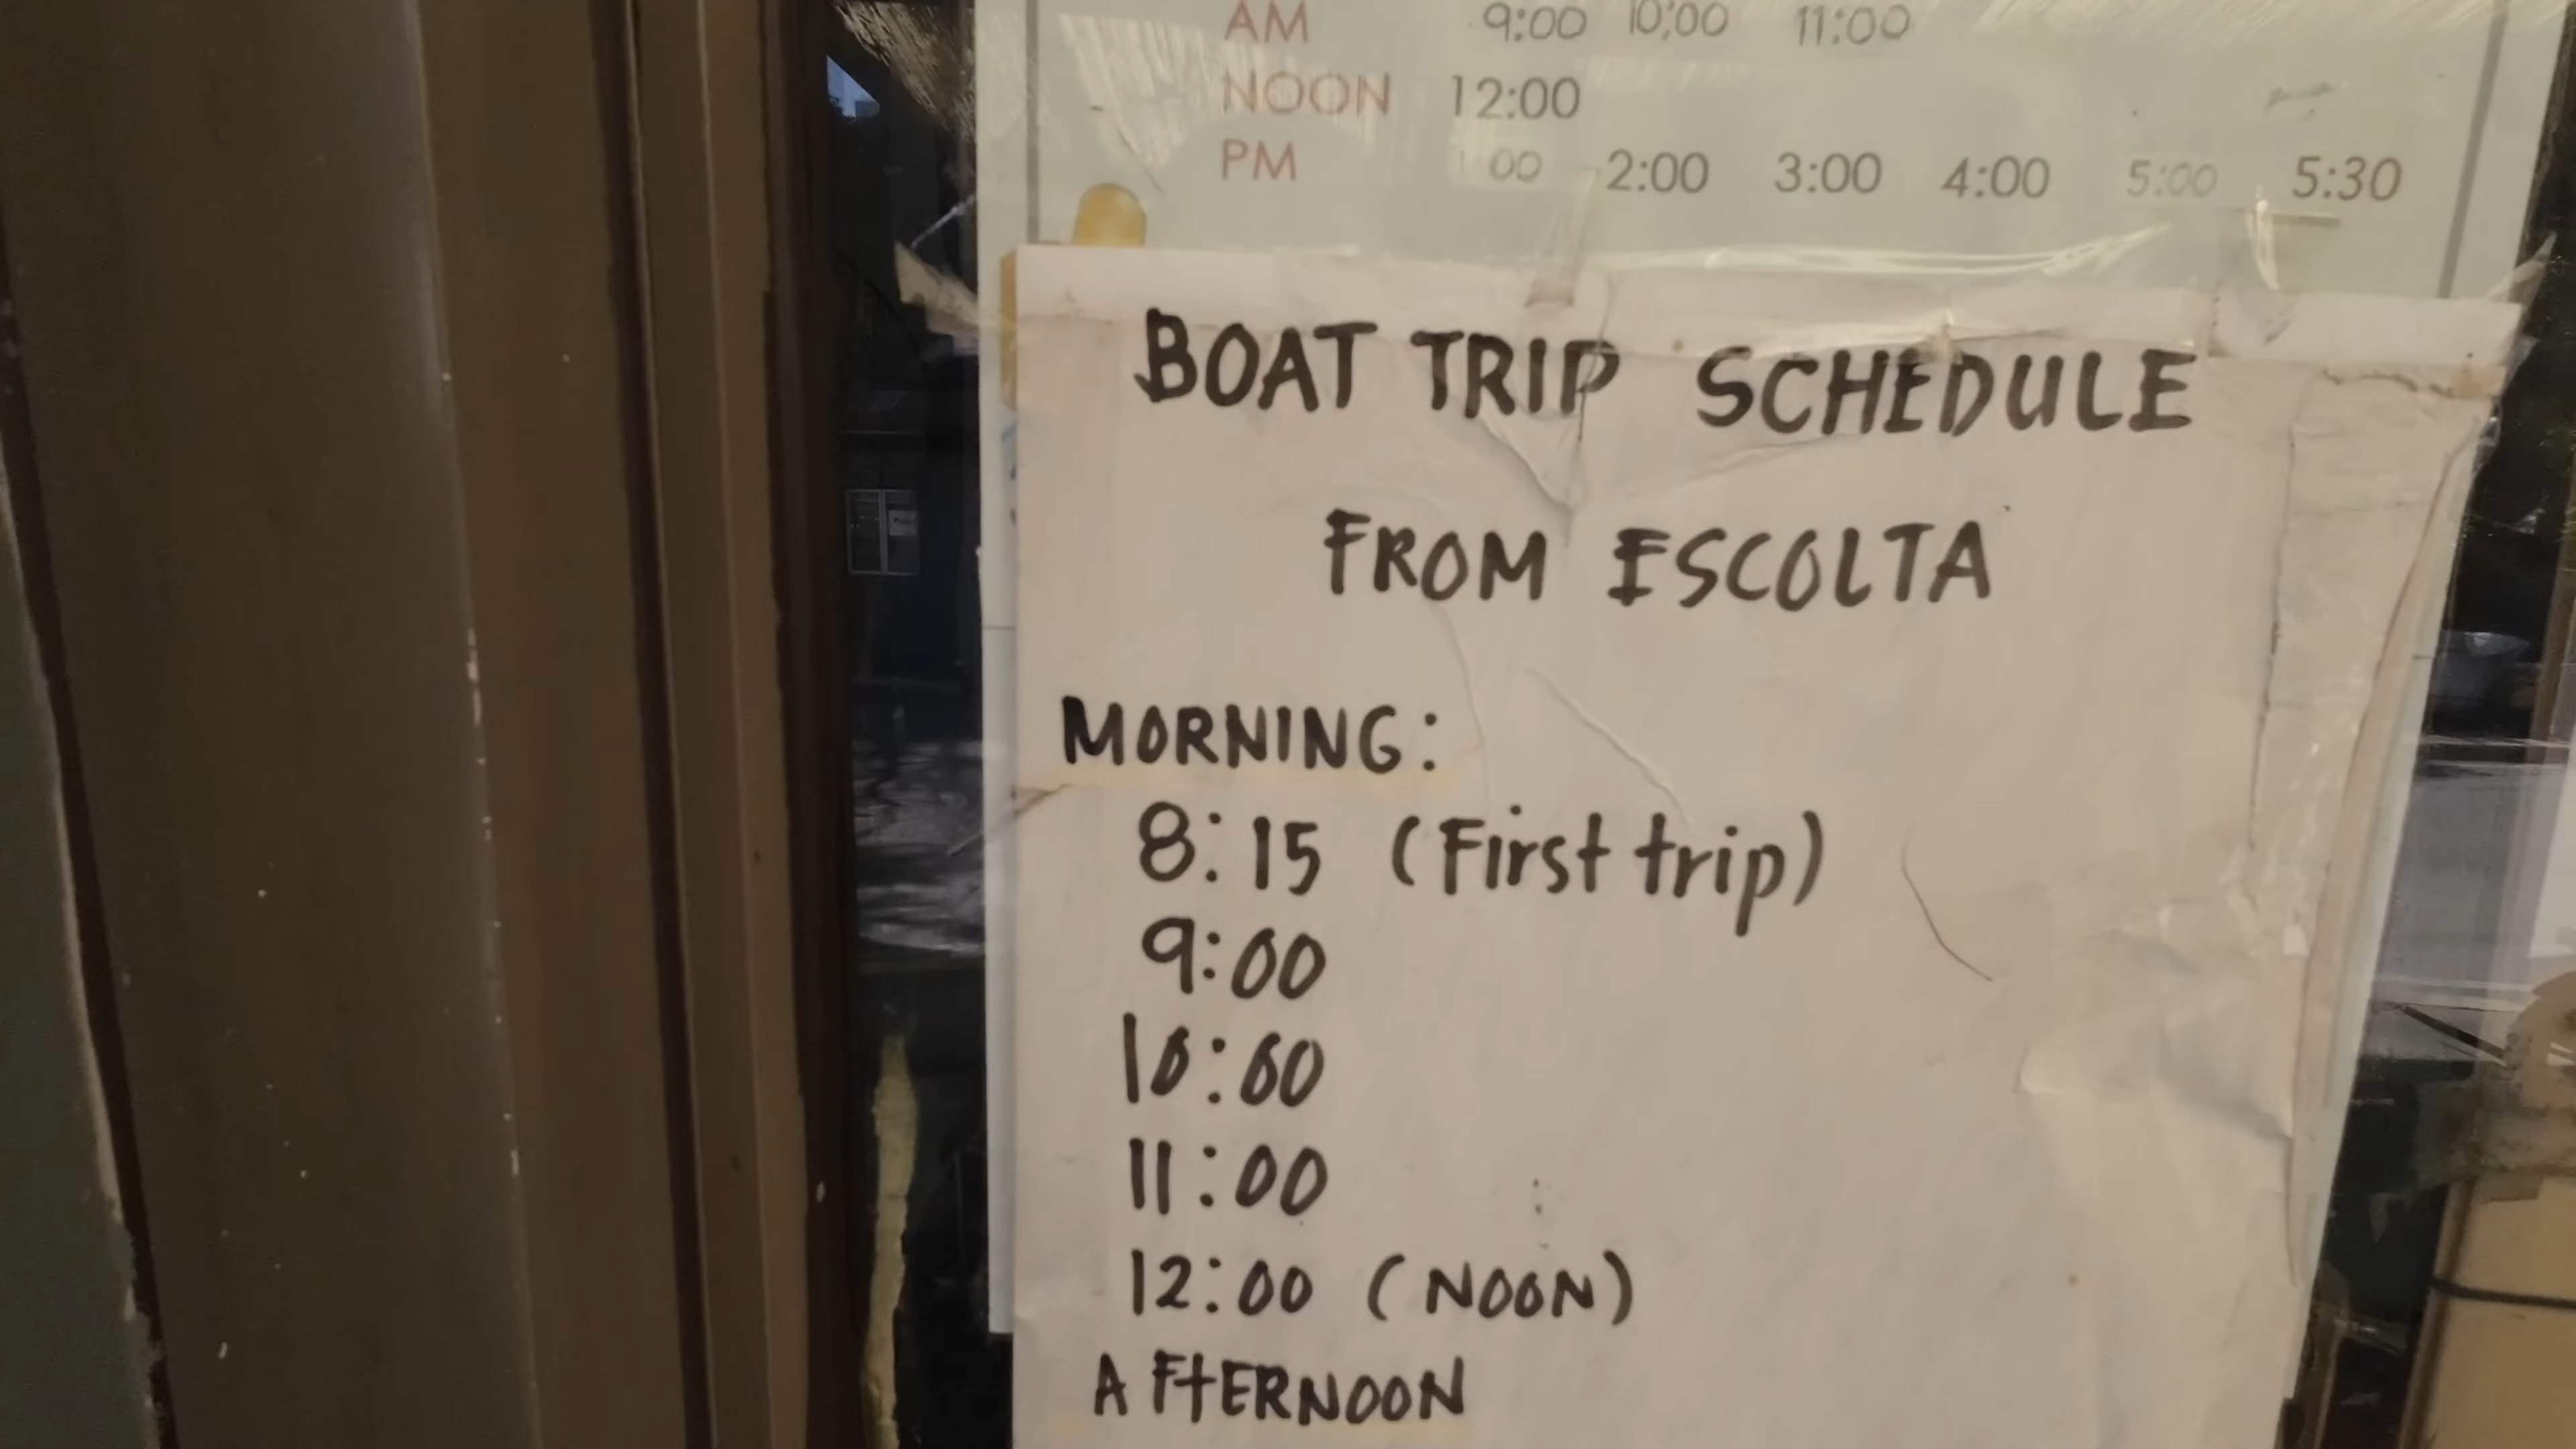 AM 9:00 10:00 11:00
NOON 12:00
PM 1:00 2:00 3:00 4:00 5:00 5:30
BOAT TRIP SCHEDULE
FROM ESCOLTA
MORNING:
8:15 (First trip)
9:00
10:00
11:00
12:00 (NOON)
AFtERNOON